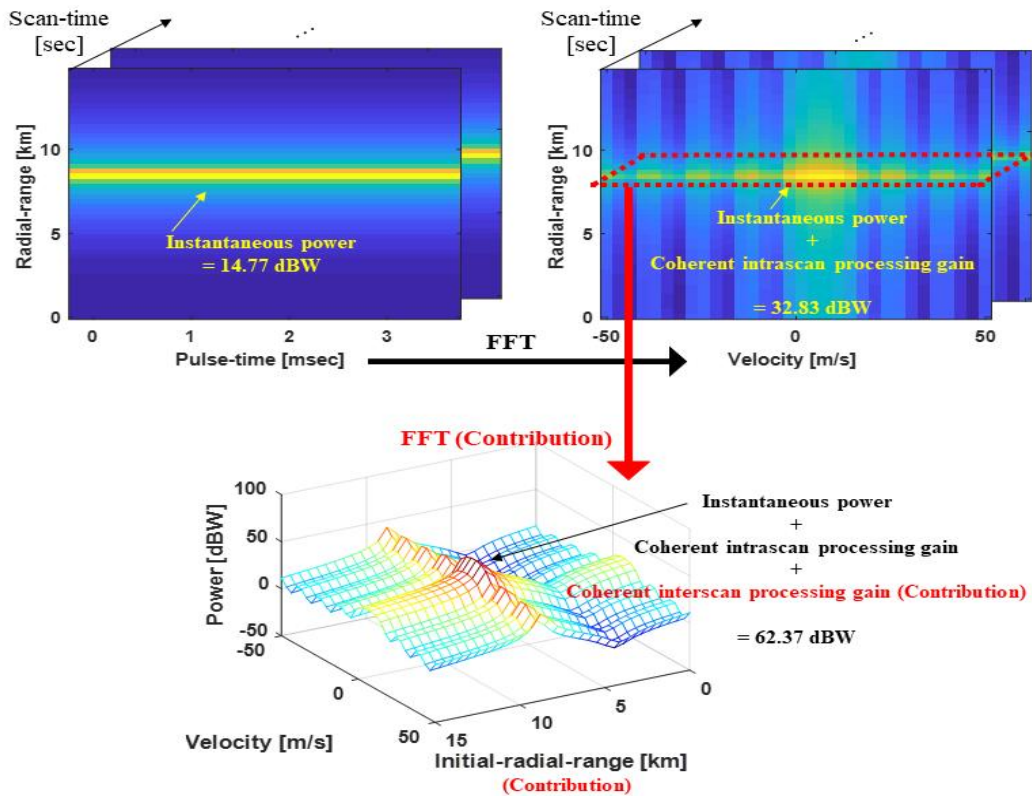 Scan-time
[sec]
...
Radial-range [km]
10
5
0
Instantaneous power
= 14.77 dBW
0
1
2
3
Pulse-time [msec]
Scan-time
[sec]
...
Radial-range [km]
10
5
0
Instantaneous power
+
Coherent intrascan processing gain
= 32.83 dBW
-50
0
50
Velocity [m/s]
FFT
FFT (Contribution)
Power [dBW]
100
50
0
-50
Instantaneous power
+
Coherent intrascan processing gain
+
Coherent interscan processing gain (Contribution)
= 62.37 dBW
-50
0
50
Velocity [m/s]
15
10
5
0
Initial-radial-range [km]
(Contribution)